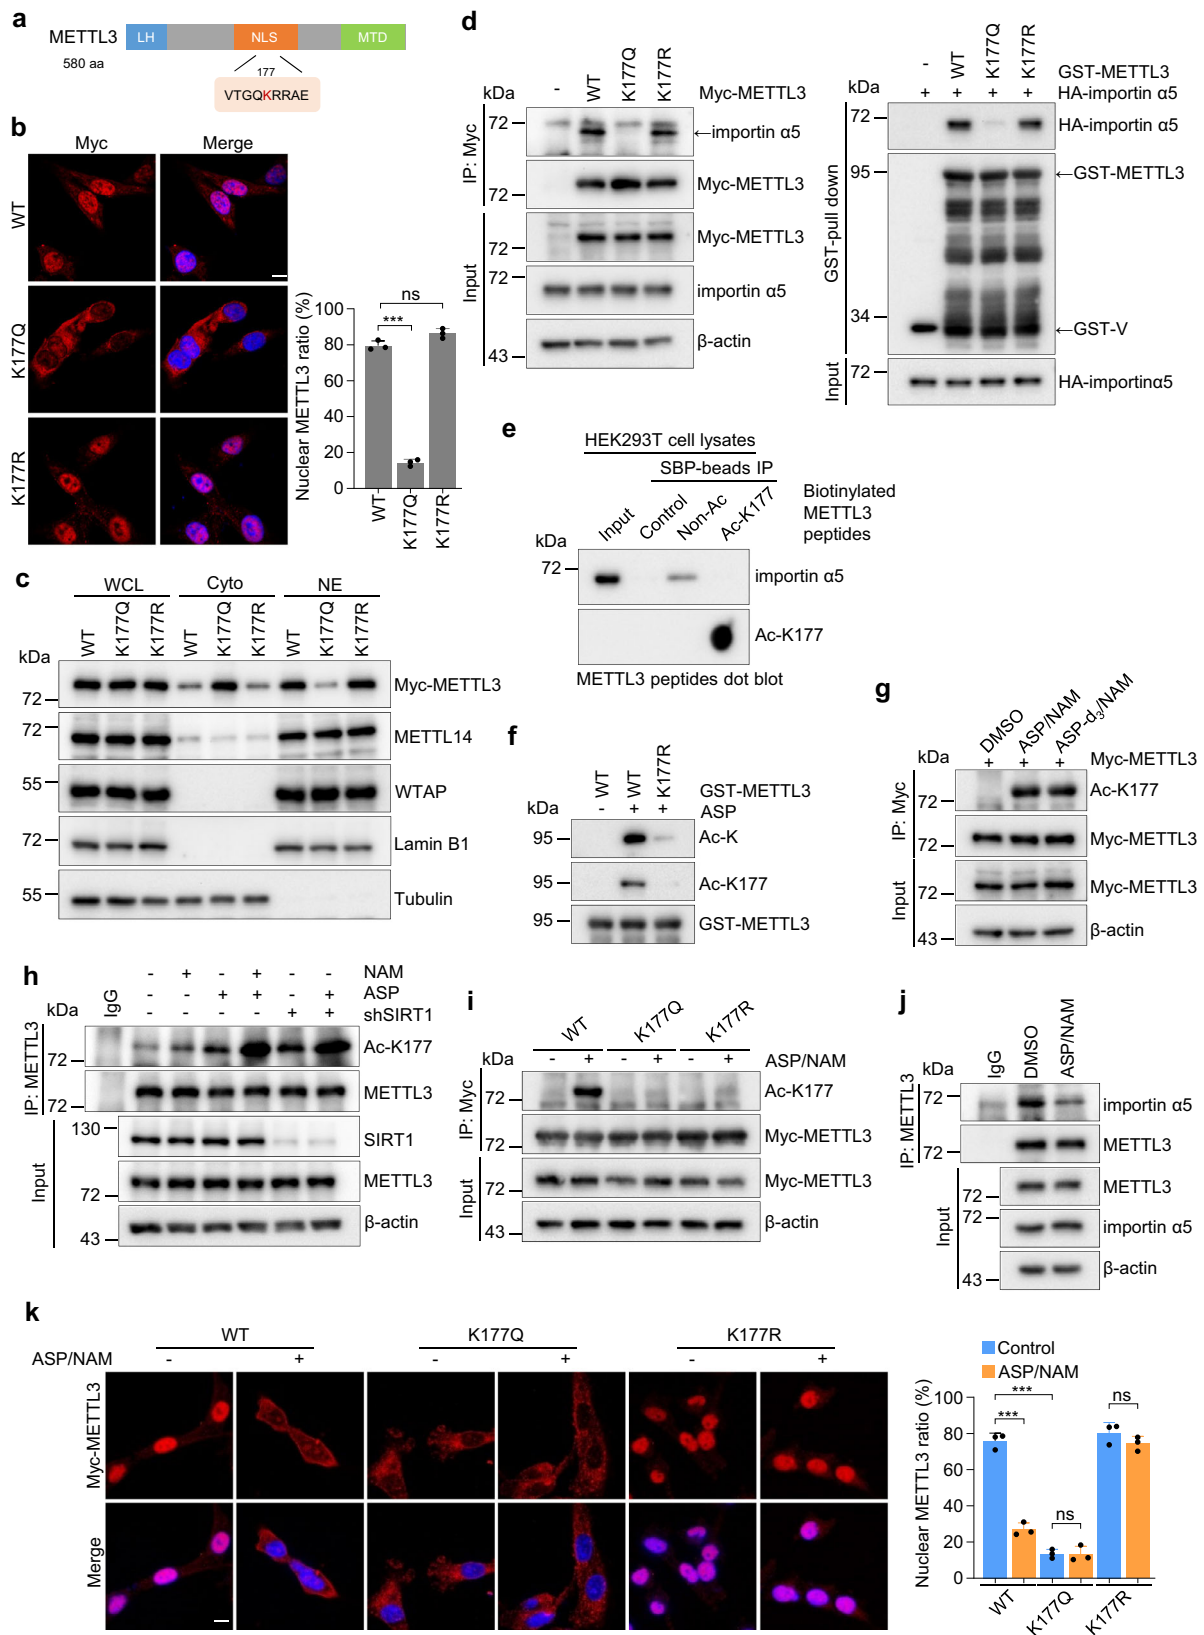 a
METTL3
LH
NLS
MTD
580 aa
177
VTGQKRRAE
b
Myc
Merge
WT
K177Q
K177R
Nuclear METTL3 ratio (%)
100
80
60
40
20
0
ns
***
WT
K177Q
K177R
c
WCL
Cyto
NE
WT
K177Q
K177R
WT
K177Q
K177R
WT
K177Q
K177R
kDa
72
Myc-METTL3
72
METTL14
55
WTAP
72
Lamin B1
55
Tubulin
d
-
WT
K177Q
K177R
Myc-METTL3
kDa
IP: Myc
72
←importin α5
72
Myc-METTL3
Input
72
Myc-METTL3
72
importin α5
43
β-actin
-
WT
K177Q
K177R
GST-METTL3
+ + + + HA-importin α5
kDa
GST-pull down
72
HA-importin α5
95
←GST-METTL3
34
←GST-V
Input
72
HA-importinα5
e
HEK293T cell lysates
SBP-beads IP
Input
Control
Non-Ac
Ac-K177
Biotinylated
METTL3
peptides
kDa
72
importin α5
Ac-K177
METTL3 peptides dot blot
f
WT
WT
K177R
GST-METTL3
- + + ASP
kDa
95
Ac-K
95
Ac-K177
95
GST-METTL3
g
DMSO
ASP/NAM
ASP-d₃/NAM
+ + + Myc-METTL3
kDa
IP: Myc
72
Ac-K177
72
Myc-METTL3
Input
72
Myc-METTL3
43
β-actin
h
IgG
- + - + NAM
- - + + - + ASP
- - - - + + shSIRT1
kDa
IP: METTL3
72
Ac-K177
72
METTL3
Input
130
SIRT1
72
METTL3
43
β-actin
i
WT
K177Q
K177R
- + - + - + ASP/NAM
kDa
IP: Myc
72
Ac-K177
72
Myc-METTL3
Input
72
Myc-METTL3
43
β-actin
j
IgG
DMSO
ASP/NAM
kDa
IP: METTL3
72
importin α5
72
METTL3
Input
72
METTL3
72
importin α5
43
β-actin
k
WT
K177Q
K177R
ASP/NAM - + - + - +
Myc-METTL3
Merge
Control
ASP/NAM
Nuclear METTL3 ratio (%)
100
80
60
40
20
0
***
***
ns
ns
WT
K177Q
K177R